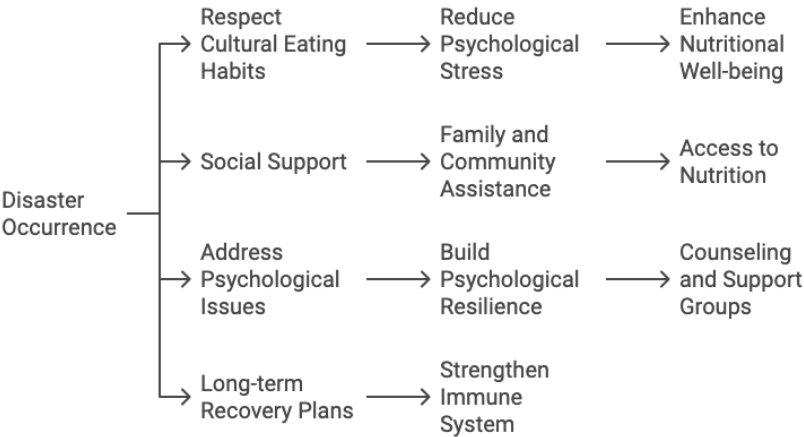 Disaster
Occurrence
Respect
Cultural Eating
Habits
Reduce
Psychological
Stress
Enhance
Nutritional
Well-being
Social Support
Family and
Community
Assistance
Access to
Nutrition
Address
Psychological
Issues
Build
Psychological
Resilience
Counseling
and Support
Groups
Long-term
Recovery Plans
Strengthen
Immune
System